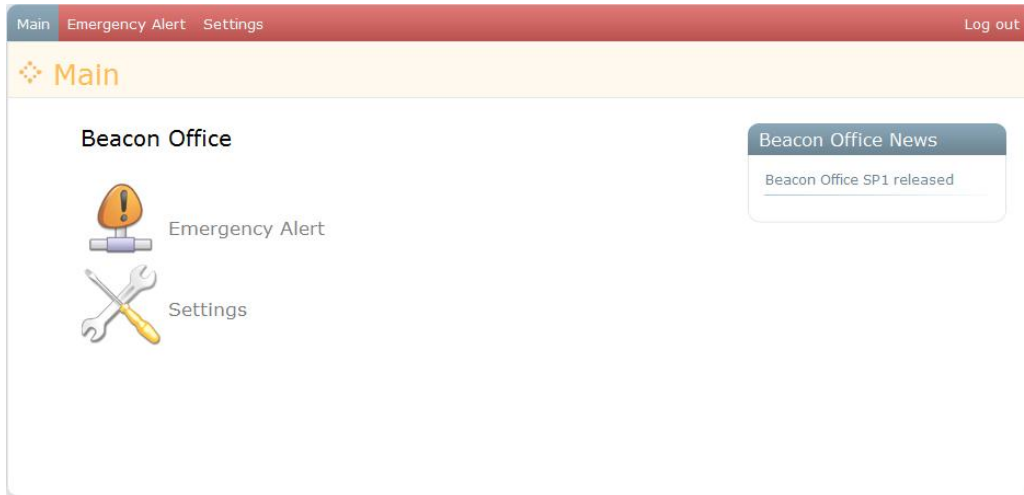 Main Emergency Alert Settings Log out
Main
Beacon Office
Emergency Alert
Settings
Beacon Office News
Beacon Office SP1 released